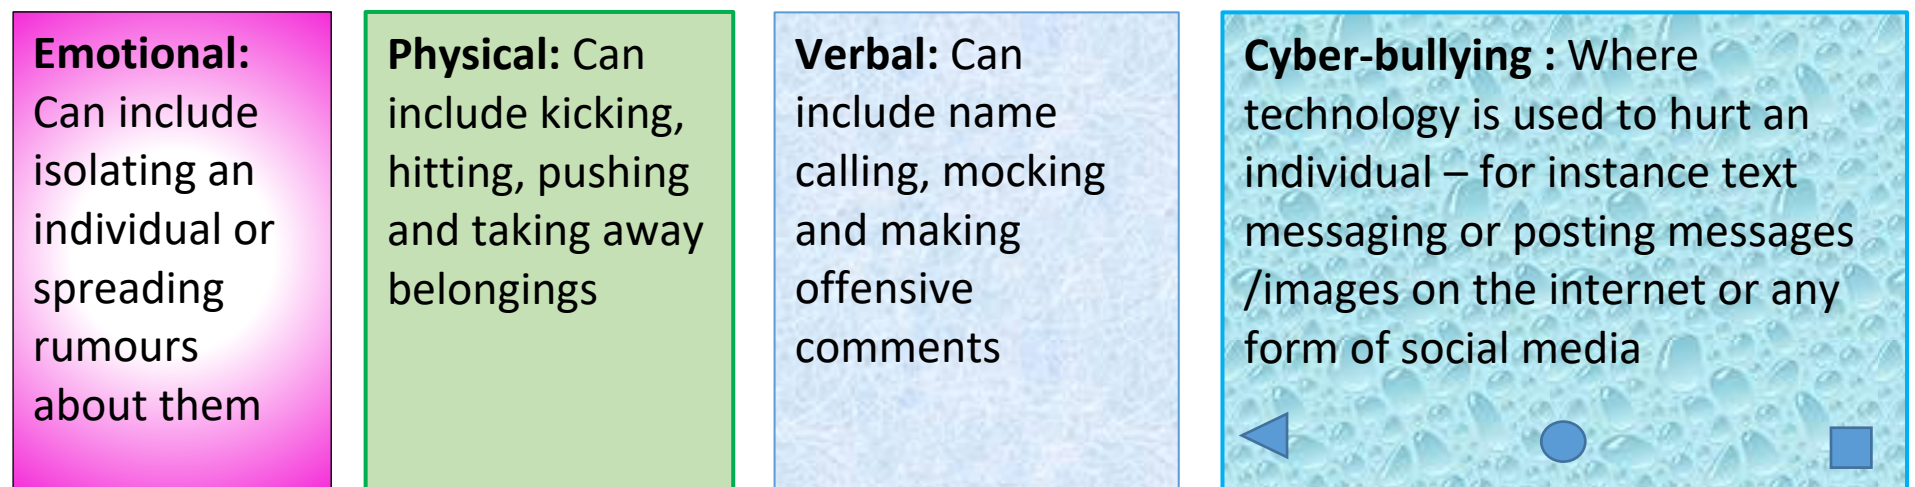 Emotional:
Can include
isolating an
individual or
spreading
rumours
about them
Physical: Can
include kicking,
hitting, pushing
and taking away
belongings
Verbal: Can
include name
calling, mocking
and making
offensive
comments
Cyber-bullying : Where
technology is used to hurt an
individual – for instance text
messaging or posting messages
/images on the internet or any
form of social media